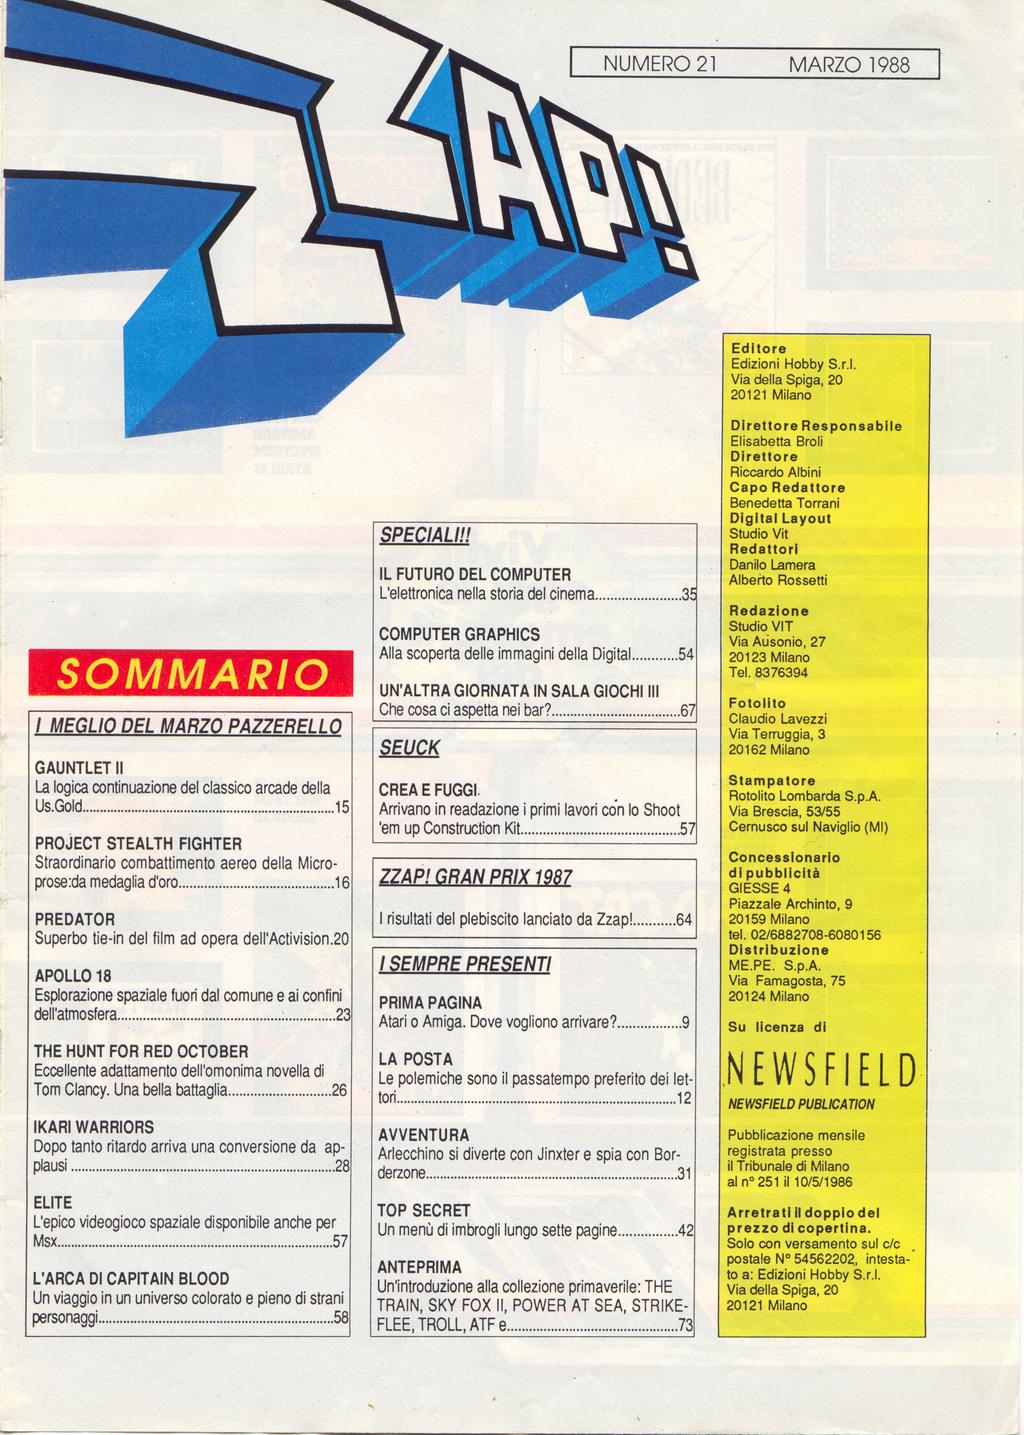 NUMERO 21 MARZO 1988
ZZAP!
SOMMARIO
I MEGLIO DEL MARZO PAZZERELLO
GAUNTLET II
La logica continuazione del classico arcade della
Us.Gold...............................................................15
PROJECT STEALTH FIGHTER
Straordinario combattimento aereo della Micro-
prose:da medaglia d'oro.......................................16
PREDATOR
Superbo tie-in del film ad opera dell'Activision.20
APOLLO 18
Esplorazione spaziale fuori dal comune e ai confini
dell'atmosfera......................................................23
THE HUNT FOR RED OCTOBER
Eccellente adattamento dell'omonima novella di
Tom Clancy. Una bella battaglia..........................26
IKARI WARRIORS
Dopo tanto ritardo arriva una conversione da ap-
plausi ..................................................................28
ELITE
L'epico videogioco spaziale disponibile anche per
Msx.....................................................................57
L'ARCA DI CAPITAIN BLOOD
Un viaggio in un universo colorato e pieno di strani
personaggi...........................................................58
SPECIALI!!
IL FUTURO DEL COMPUTER
L'elettronica nella storia del cinema......................35
COMPUTER GRAPHICS
Alla scoperta delle immagini della Digital............54
UN'ALTRA GIORNATA IN SALA GIOCHI III
Che cosa ci aspetta nei bar?................................67
SEUCK
CREA E FUGGI.
Arrivano in readazione i primi lavori con lo Shoot
'em up Construction Kit.......................................57
ZZAP! GRAN PRIX 1987
I risultati del plebiscito lanciato da Zzap!...........64
I SEMPRE PRESENTI
PRIMA PAGINA
Atari o Amiga. Dove vogliono arrivare?................9
LA POSTA
Le polemiche sono il passatempo preferito dei let-
tori......................................................................12
AVVENTURA
Arlecchino si diverte con Jinxter e spia con Bor-
derzone...............................................................31
TOP SECRET
Un menù di imbrogli lungo sette pagine...............42
ANTEPRIMA
Un'introduzione alla collezione primaverile: THE
TRAIN, SKY FOX II, POWER AT SEA, STRIKE-
FLEE, TROLL, ATF e...........................................73
Editore
Edizioni Hobby S.r.l.
Via della Spiga, 20
20121 Milano
Direttore Responsabile
Elisabetta Broli
Direttore
Riccardo Albini
Capo Redattore
Benedetta Torrani
Digital Layout
Studio Vit
Redattori
Danilo Lamera
Alberto Rossetti
Redazione
Studio VIT
Via Ausonio, 27
20123 Milano
Tel. 8376394
Fotolito
Claudio Lavezzi
Via Terruggia, 3
20162 Milano
Stampatore
Rotolito Lombarda S.p.A.
Via Brescia, 53/55
Cernusco sul Naviglio (MI)
Concessionario
di pubblicità
GIESSE 4
Piazzale Archinto, 9
20159 Milano
tel. 02/6882708-6080156
Distribuzione
ME.PE. S.p.A.
Via Famagosta, 75
20124 Milano
Su licenza di
NEWSFIELD
NEWSFIELD PUBLICATION
Pubblicazione mensile
registrata presso
il Tribunale di Milano
al n° 251 il 10/5/1986
Arretrati il doppio del
prezzo di copertina.
Solo con versamento sul c/c
postale N° 54562202, intesta-
to a: Edizioni Hobby S.r.l.
Via della Spiga, 20
20121 Milano